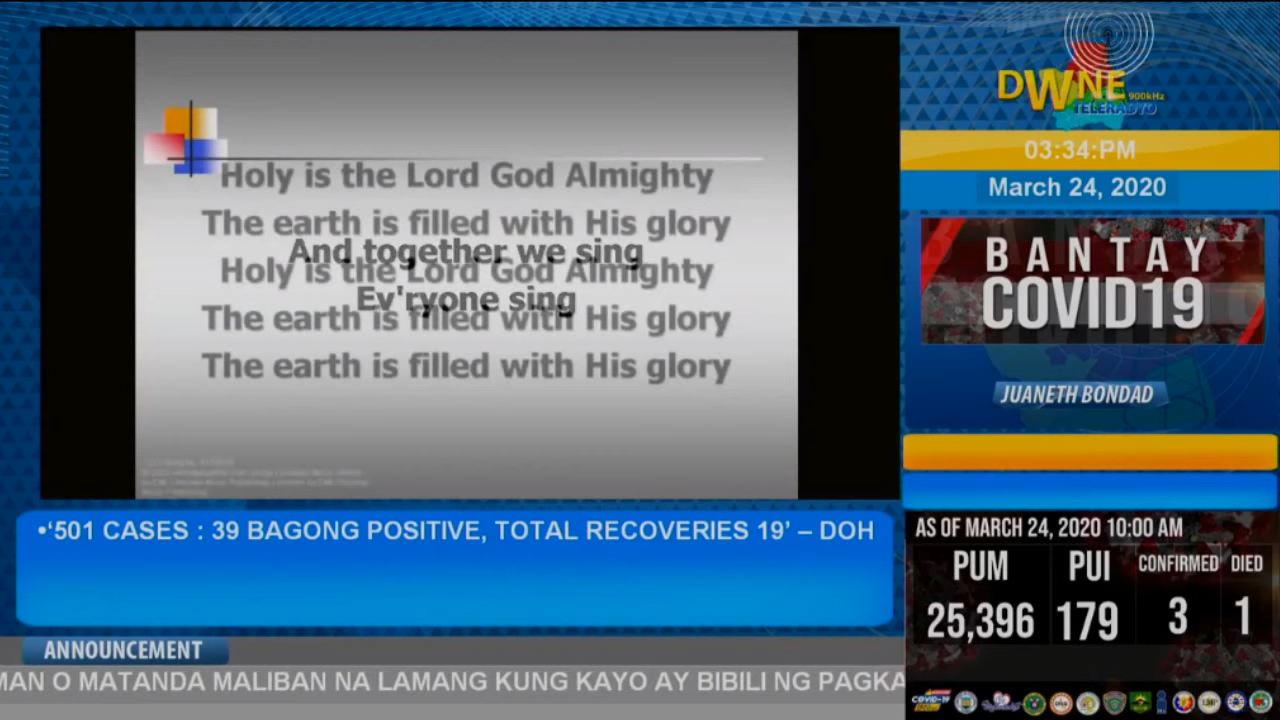 Holy is the Lord God Almighty
The earth is filled with His glory
And together we sing
Holy is the Lord God Almighty
Ev'ryone sing
The earth is filled with His glory
The earth is filled with His glory
DWNE
900kHz
TELERADYO
03:34:PM
March 24, 2020
BANTAY
COVID19
JUANETH BONDAD
•‘501 CASES : 39 BAGONG POSITIVE, TOTAL RECOVERIES 19’ – DOH
AS OF MARCH 24, 2020 10:00 AM
PUM PUI CONFIRMED DIED
25,396 179 3 1
ANNOUNCEMENT
MAN O MATANDA MALIBAN NA LAMANG KUNG KAYO AY BIBILI NG PAGKA
COVID-19